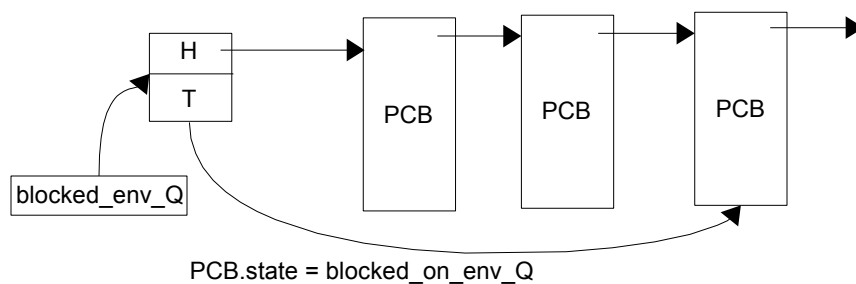 H
T
PCB
PCB
PCB
blocked_env_Q
PCB.state = blocked_on_env_Q